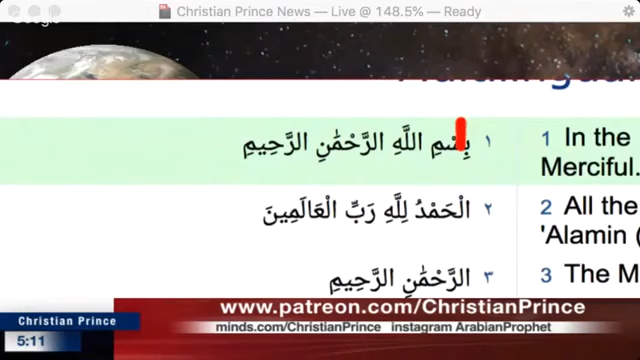 Christian Prince News — Live @ 148.5% — Ready
١ بِسْمِ اللَّهِ الرَّحْمَٰنِ الرَّحِيمِ
1 In the
Merciful.
٢ الْحَمْدُ لِلَّهِ رَبِّ الْعَالَمِينَ
2 All the
'Alamin (
٣ الرَّحْمَٰنِ الرَّحِيمِ
3 The M
www.patreon.com/ChristianPrince
Christian Prince
minds.com/ChristianPrince instagram ArabianProphet
5:11